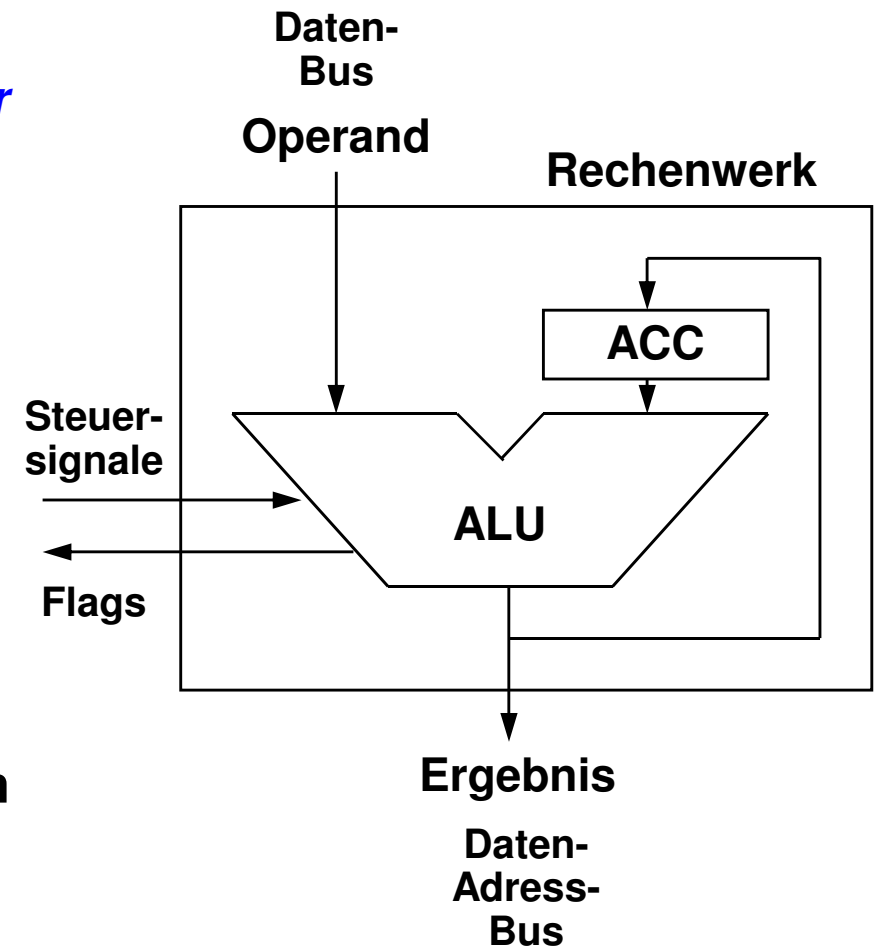 Daten-
Bus
r
Operand
Rechenwerk
ACC
Steuer-
signale
ALU
Flags
n
Ergebnis
Daten-
Adress-
Bus